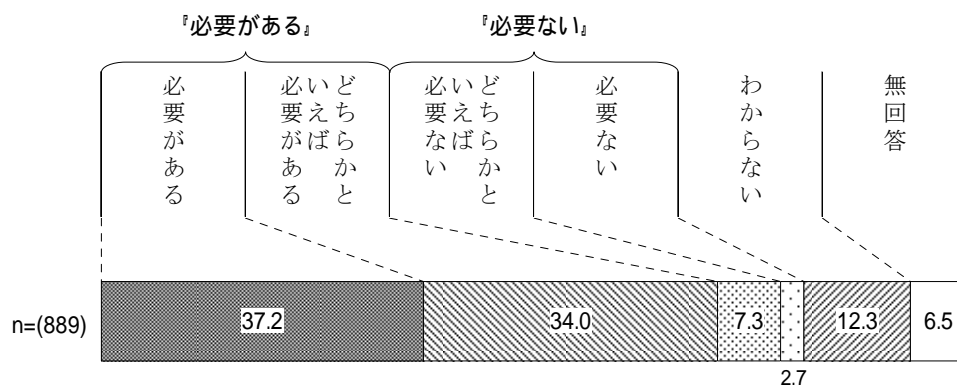 『必要がある』
『必要ない』
必要がある
どちらかと
いえば
必要がある
どちらかと
いえば
必要ない
必要ない
わからない
無回答
n=(889)
37.2
34.0
7.3
2.7
12.3
6.5